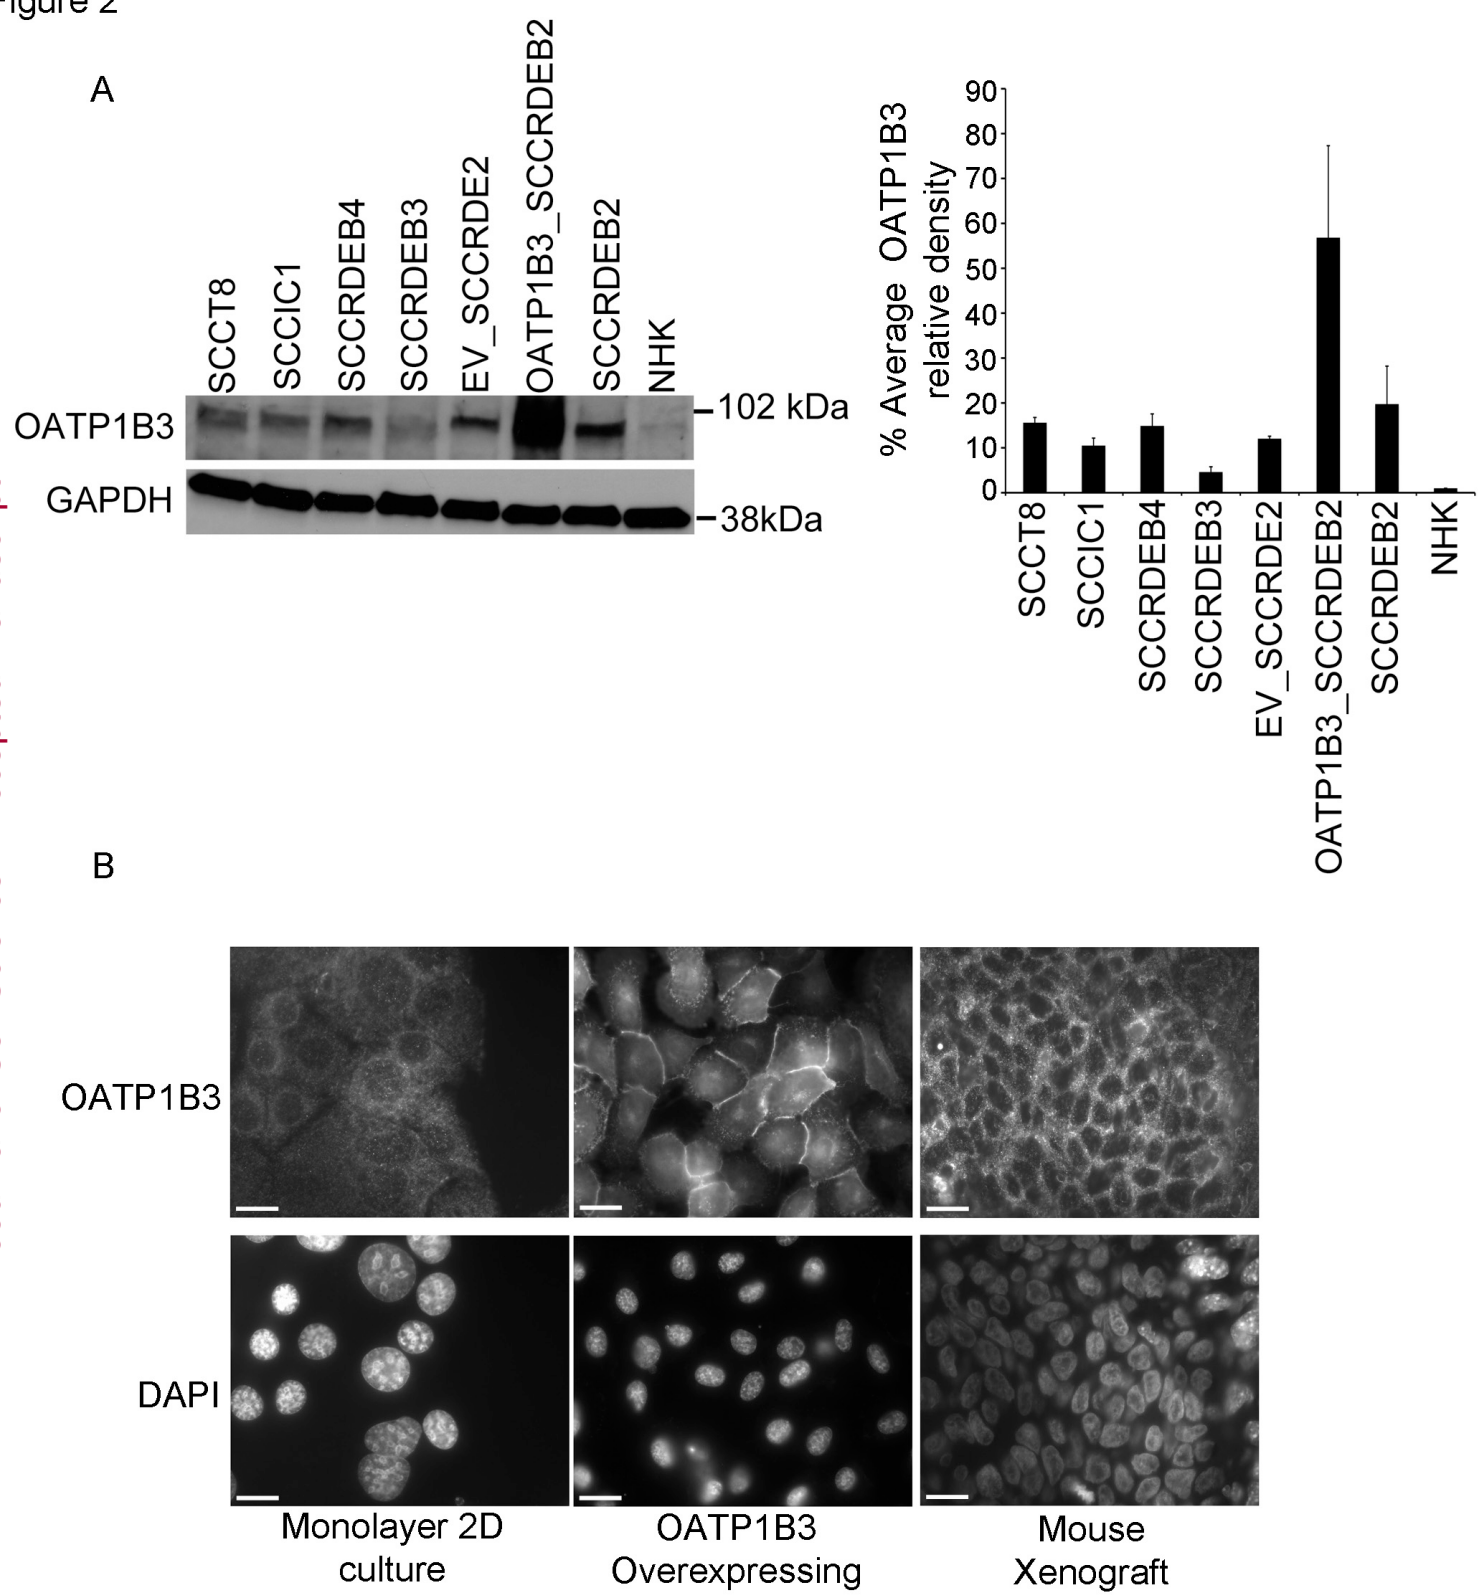 Figure 2
A
SCCT8
SCCIC1
SCCRDEB4
SCCRDEB3
EV_SCCRDE2
OATP1B3_SCCRDEB2
SCCRDEB2
NHK
OATP1B3
102 kDa
GAPDH
38kDa
% Average OATP1B3
relative density
90
80
70
60
50
40
30
20
10
0
SCCT8
SCCIC1
SCCRDEB4
SCCRDEB3
EV_SCCRDE2
OATP1B3_SCCRDEB2
SCCRDEB2
NHK
B
OATP1B3
DAPI
Monolayer 2D
culture
OATP1B3
Overexpressing
Mouse
Xenograft